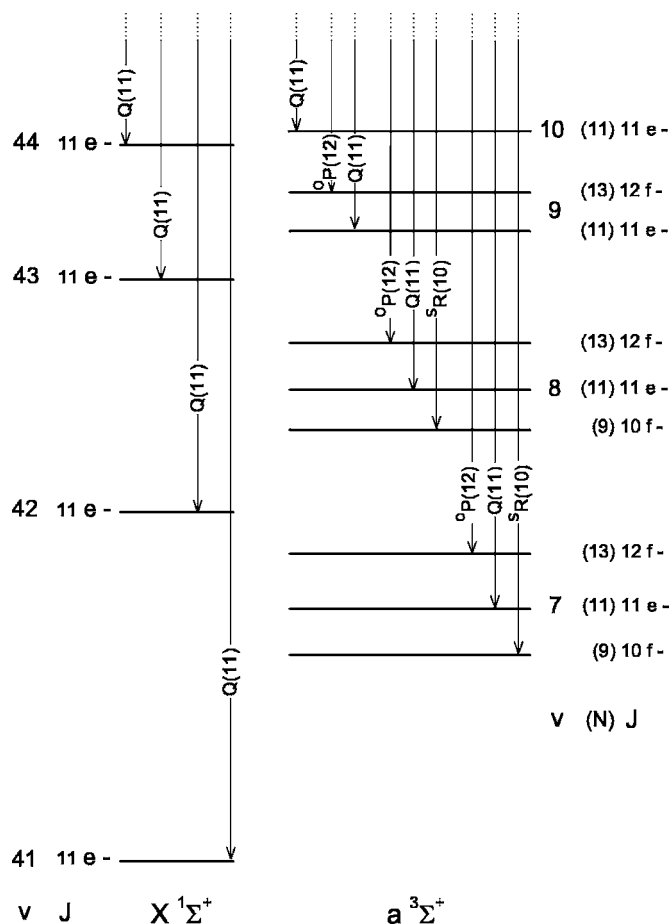 Q(11)
Q(11)
Q(11)
Q(11)
44 11 e -
43 11 e -
42 11 e -
41 11 e -
v J X ¹Σ⁺
Q(11)
ᴼP(12)
Q(11)
ᴼP(12)
Q(11)
ˢR(10)
ᴼP(12)
Q(11)
ˢR(10)
10 (11) 11 e -
(13) 12 f -
9
(11) 11 e -
(13) 12 f -
8 (11) 11 e -
(9) 10 f -
(13) 12 f -
7 (11) 11 e -
(9) 10 f -
v (N) J
a ³Σ⁺